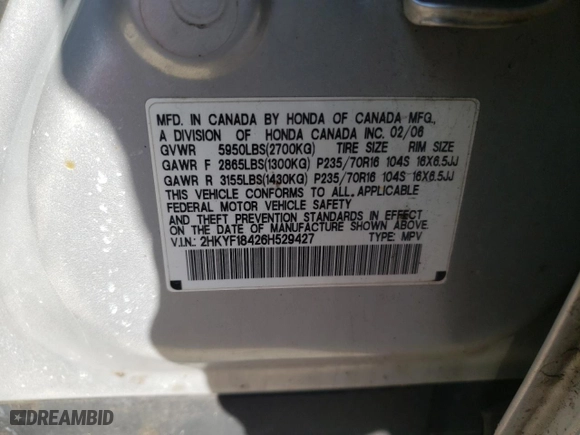 MFD. IN CANADA BY HONDA OF CANADA MFG.,
A DIVISION OF HONDA CANADA INC. 02/06
GVWR 5950LBS(2700KG) TIRE SIZE RIM SIZE
GAWR F 2865LBS(1300KG) P235/70R16 104S 16X6.5JJ
GAWR R 3155LBS(1430KG) P235/70R16 104S 16X6.5JJ
THIS VEHICLE CONFORMS TO ALL APPLICABLE
FEDERAL MOTOR VEHICLE SAFETY
AND THEFT PREVENTION STANDARDS IN EFFECT
ON THE DATE OF MANUFACTURE SHOWN ABOVE.
V.I.N.: 2HKYF18426H529427 TYPE: MPV
DREAMBID